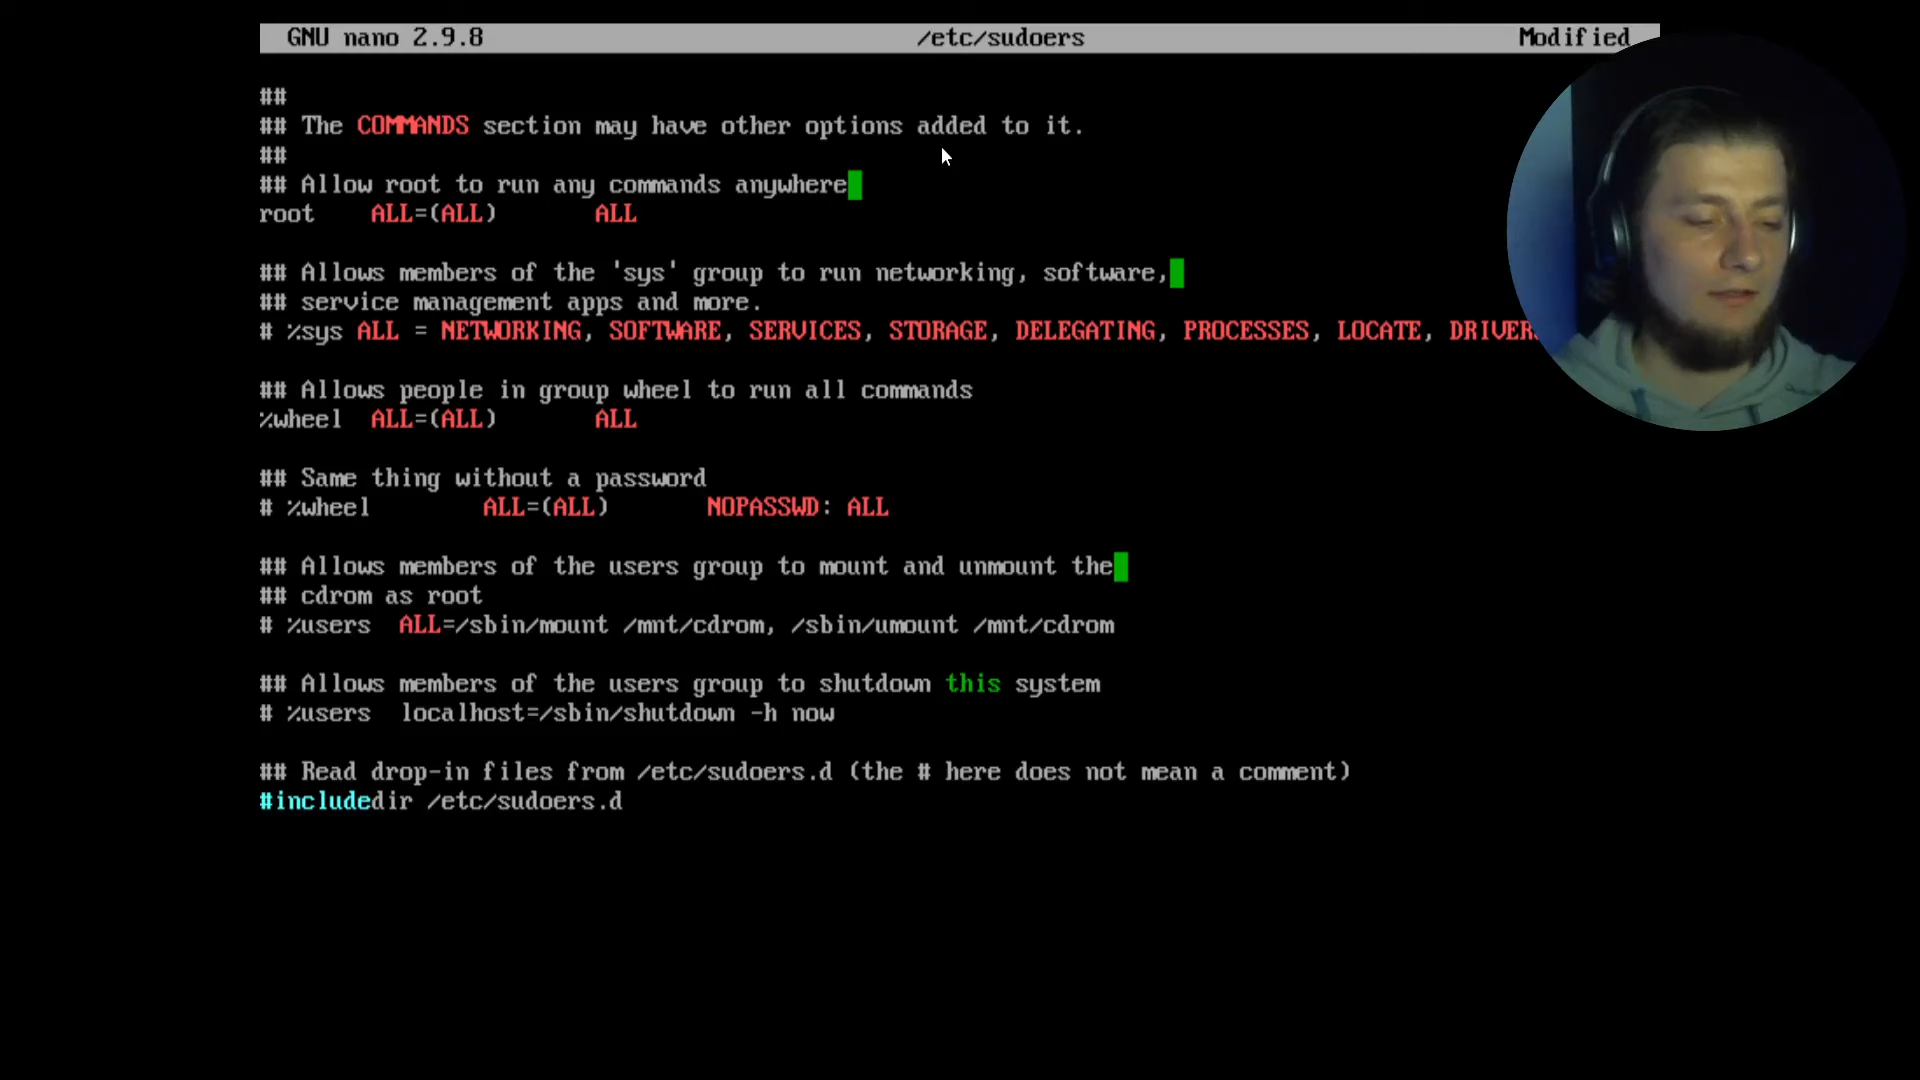 GNU nano 2.9.8 /etc/sudoers Modified
##
## The COMMANDS section may have other options added to it.
##
## Allow root to run any commands anywhere
root ALL=(ALL) ALL
## Allows members of the 'sys' group to run networking, software,
## service management apps and more.
# %sys ALL = NETWORKING, SOFTWARE, SERVICES, STORAGE, DELEGATING, PROCESSES, LOCATE, DRIVERS
## Allows people in group wheel to run all commands
%wheel ALL=(ALL) ALL
## Same thing without a password
# %wheel ALL=(ALL) NOPASSWD: ALL
## Allows members of the users group to mount and unmount the
## cdrom as root
# %users ALL=/sbin/mount /mnt/cdrom, /sbin/umount /mnt/cdrom
## Allows members of the users group to shutdown this system
# %users localhost=/sbin/shutdown -h now
## Read drop-in files from /etc/sudoers.d (the # here does not mean a comment)
#includedir /etc/sudoers.d